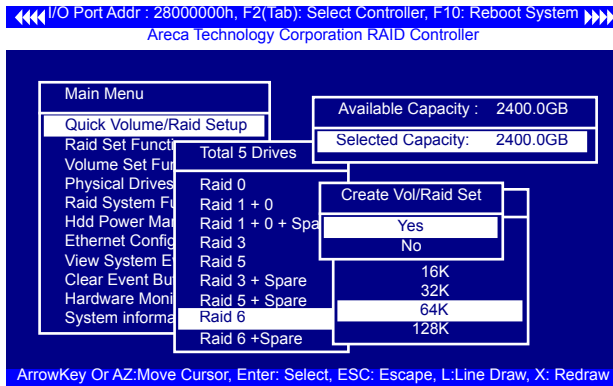 I/O Port Addr : 28000000h, F2(Tab): Select Controller, F10: Reboot System
Areca Technology Corporation RAID Controller
Main Menu
Quick Volume/Raid Setup
Raid Set Functi
Volume Set Fun
Physical Drives
Raid System Fu
Hdd Power Man
Ethernet Config
View System E
Clear Event Bu
Hardware Moni
System informa
Total 5 Drives
Raid 0
Raid 1 + 0
Raid 1 + 0 + Spa
Raid 3
Raid 5
Raid 3 + Spare
Raid 5 + Spare
Raid 6
Raid 6 +Spare
Available Capacity : 2400.0GB
Selected Capacity: 2400.0GB
Create Vol/Raid Set
Yes
No
16K
32K
64K
128K
ArrowKey Or AZ:Move Cursor, Enter: Select, ESC: Escape, L:Line Draw, X: Redraw